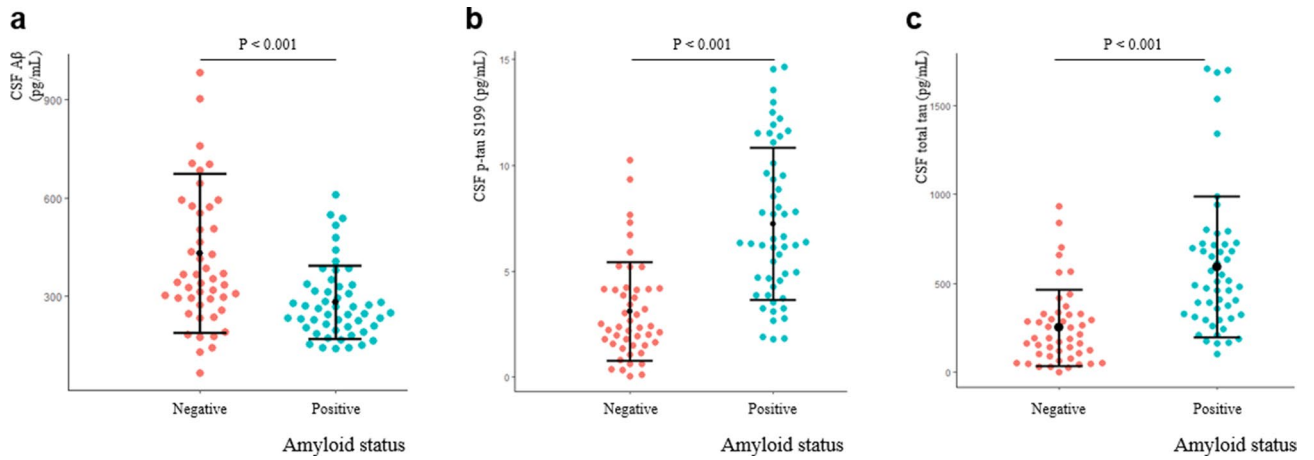 a
P < 0.001
CSF Aβ
(pg/mL)
900
600
300
Negative
Positive
Amyloid status
b
P < 0.001
CSF p-tau S199 (pg/mL)
15
10
5
0
Negative
Positive
Amyloid status
c
P < 0.001
CSF total tau (pg/mL)
1500
1000
500
0
Negative
Positive
Amyloid status